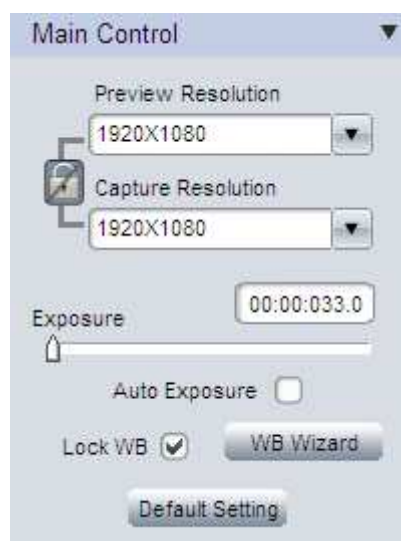 Main Control
Preview Resolution
1920X1080
Capture Resolution
1920X1080
00:00:033.0
Exposure
Auto Exposure
Lock WB
WB Wizard
Default Setting